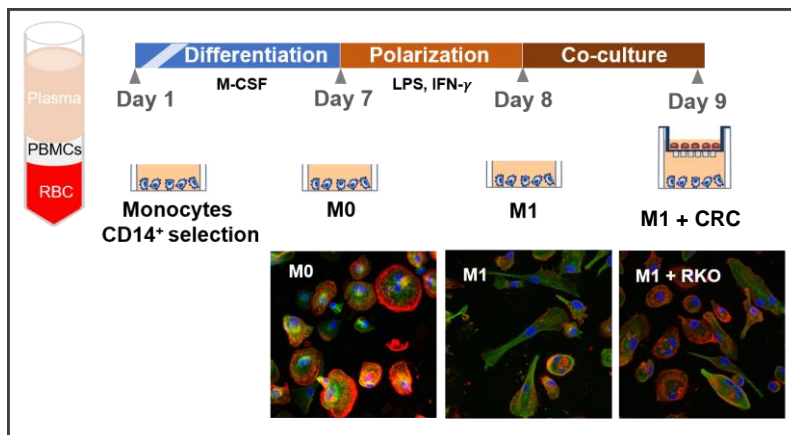 Plasma
PBMCs
RBC
Differentiation
Polarization
Co-culture
M-CSF
LPS, IFN-γ
Day 1
Day 7
Day 8
Day 9
Monocytes
CD14⁺ selection
M0
M1
M1 + CRC
M0
M1
M1 + RKO